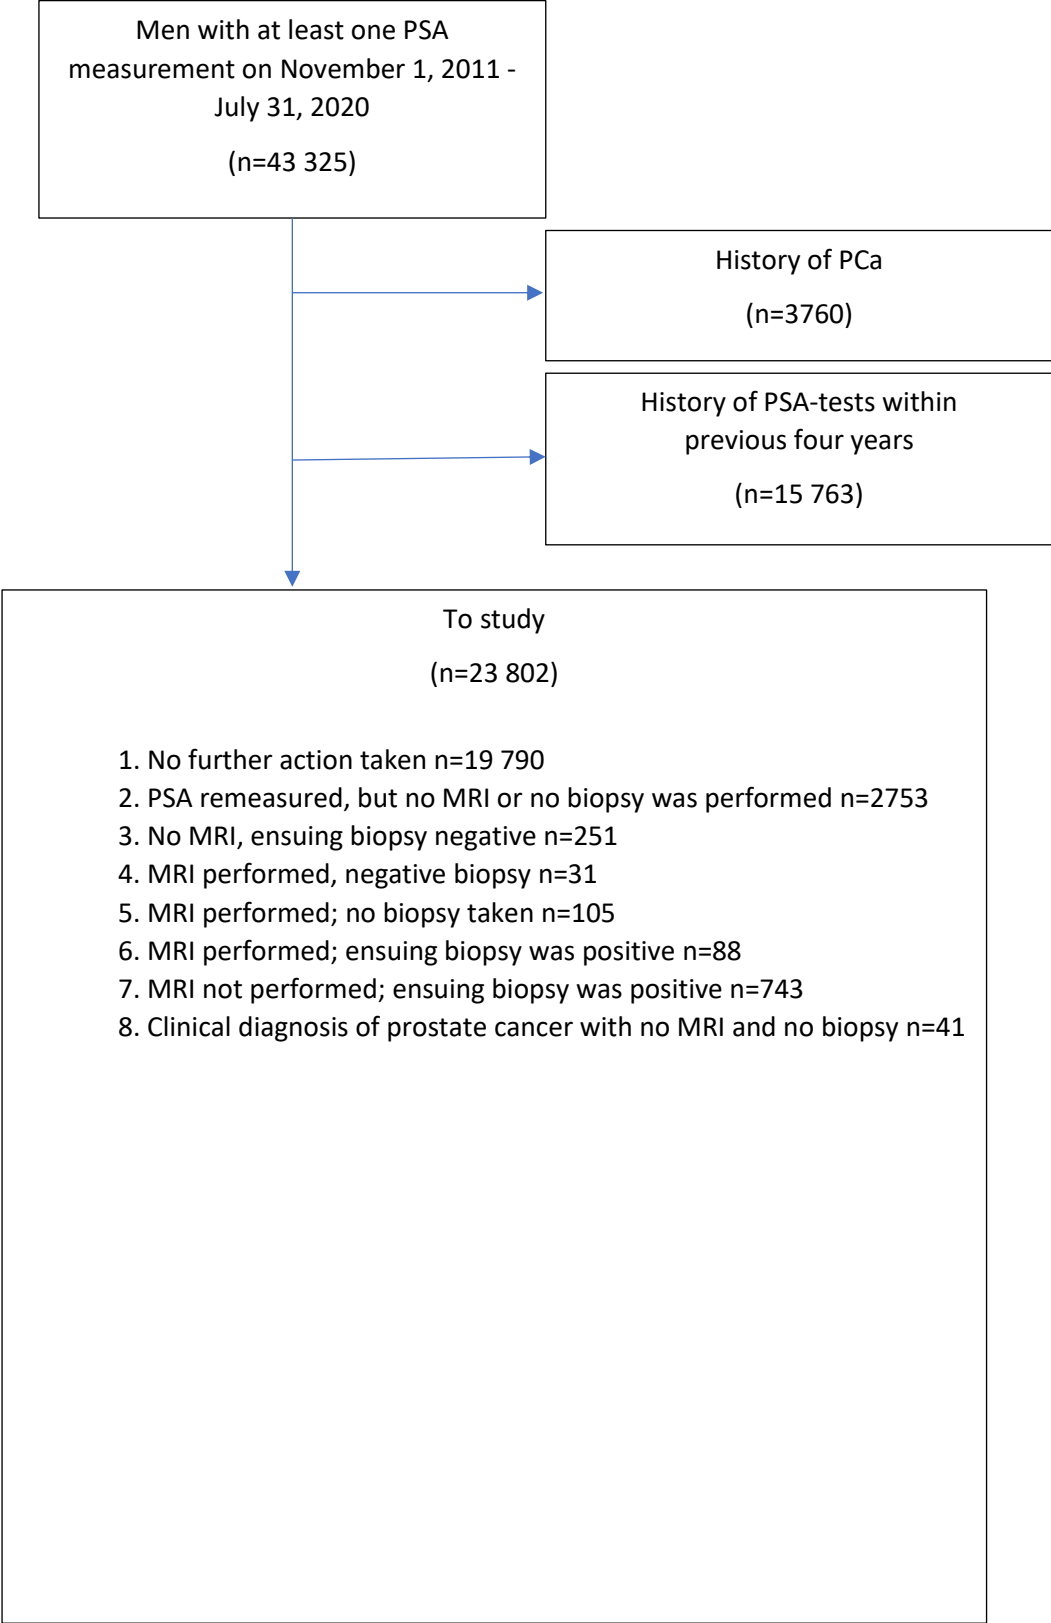 Men with at least one PSA
measurement on November 1, 2011 -
July 31, 2020
(n=43 325)
History of PCa
(n=3760)
History of PSA-tests within
previous four years
(n=15 763)
To study
(n=23 802)
1. No further action taken n=19 790
2. PSA remeasured, but no MRI or no biopsy was performed n=2753
3. No MRI, ensuing biopsy negative n=251
4. MRI performed, negative biopsy n=31
5. MRI performed; no biopsy taken n=105
6. MRI performed; ensuing biopsy was positive n=88
7. MRI not performed; ensuing biopsy was positive n=743
8. Clinical diagnosis of prostate cancer with no MRI and no biopsy n=41